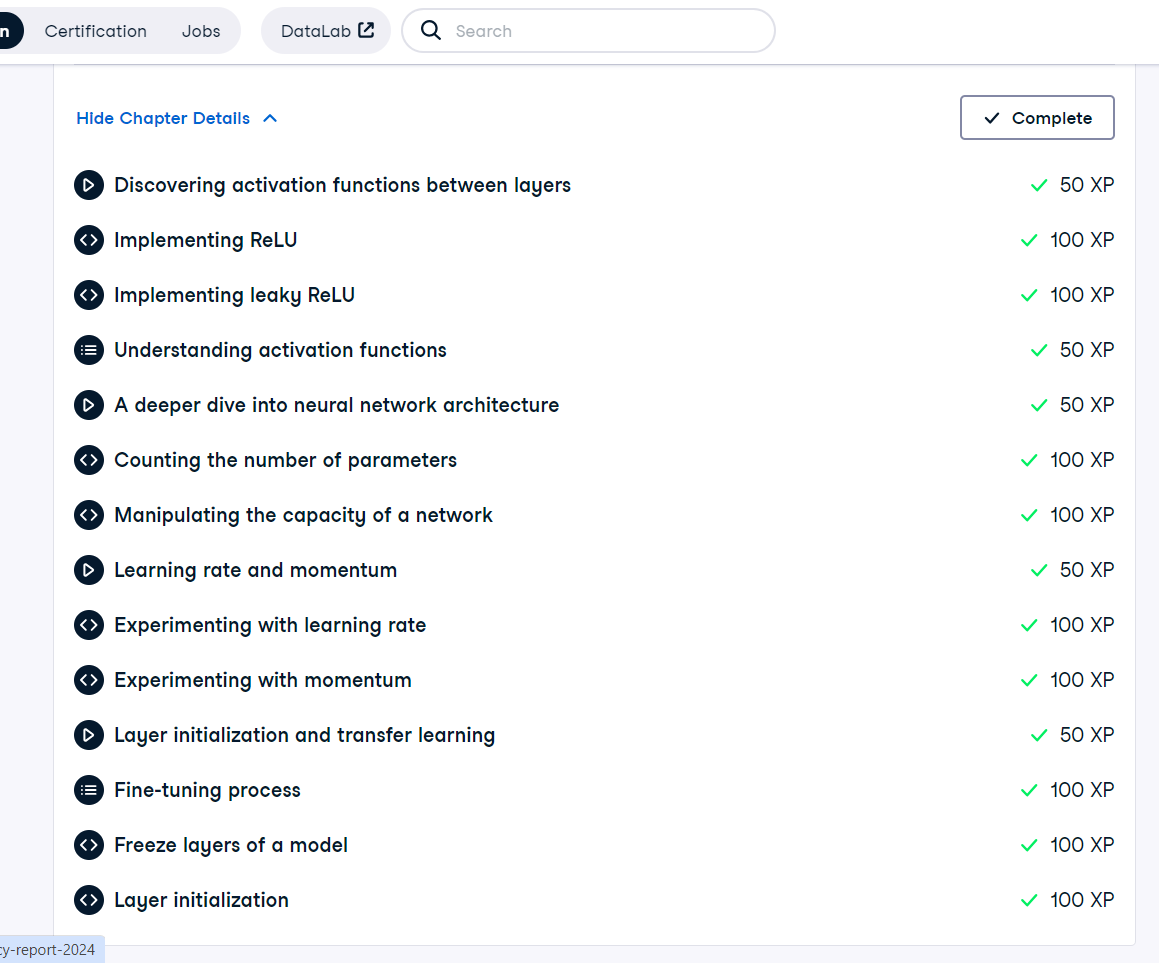 n Certification Jobs DataLab Search
Hide Chapter Details Complete
Discovering activation functions between layers 50 XP
Implementing ReLU 100 XP
Implementing leaky ReLU 100 XP
Understanding activation functions 50 XP
A deeper dive into neural network architecture 50 XP
Counting the number of parameters 100 XP
Manipulating the capacity of a network 100 XP
Learning rate and momentum 50 XP
Experimenting with learning rate 100 XP
Experimenting with momentum 100 XP
Layer initialization and transfer learning 50 XP
Fine-tuning process 100 XP
Freeze layers of a model 100 XP
Layer initialization 100 XP
cy-report-2024